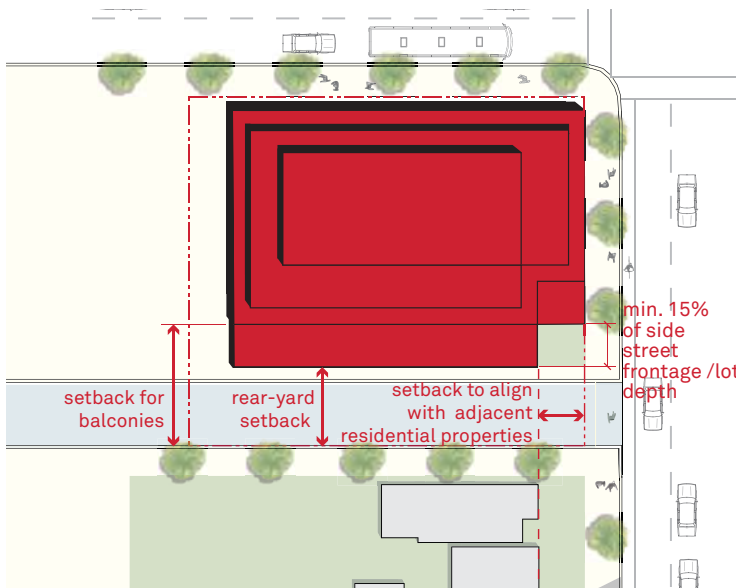 min. 15%
of side
street
frontage /lot
depth
setback for
balconies
rear-yard
setback
setback to align
with adjacent
residential properties